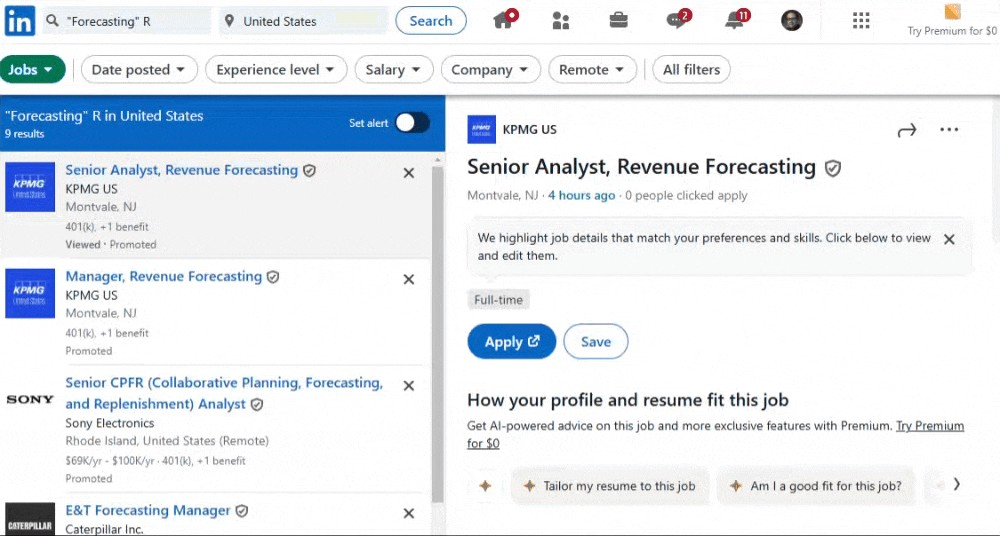 in
"Forecasting" R
United States
Search
2
11
Try Premium for $0
Jobs
Date posted
Experience level
Salary
Company
Remote
All filters
"Forecasting" R in United States
9 results
Set alert
KPMG
Senior Analyst, Revenue Forecasting
KPMG US
Montvale, NJ
401(k), +1 benefit
Viewed · Promoted
KPMG
Manager, Revenue Forecasting
KPMG US
Montvale, NJ
401(k), +1 benefit
Promoted
SONY
Senior CPFR (Collaborative Planning, Forecasting,
and Replenishment) Analyst
Sony Electronics
Rhode Island, United States (Remote)
$69K/yr - $100K/yr · 401(k), +1 benefit
Promoted
CATERPILLAR
E&T Forecasting Manager
Caterpillar Inc.
KPMG
KPMG US
Senior Analyst, Revenue Forecasting
Montvale, NJ · 4 hours ago · 0 people clicked apply
We highlight job details that match your preferences and skills. Click below to view
and edit them.
Full-time
Apply
Save
How your profile and resume fit this job
Get AI-powered advice on this job and more exclusive features with Premium. Try Premium
for $0
Tailor my resume to this job
Am I a good fit for this job?